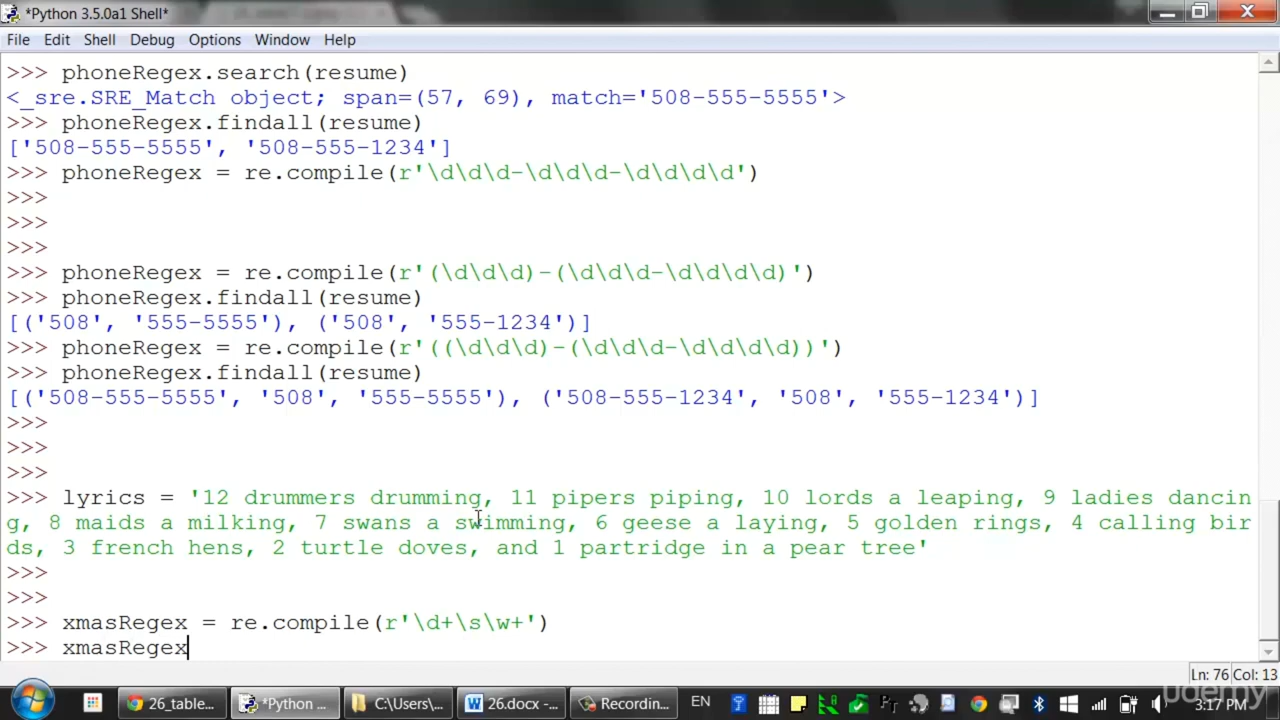 *Python 3.5.0a1 Shell*
File Edit Shell Debug Options Window Help
>>> phoneRegex.search(resume)
<_sre.SRE_Match object; span=(57, 69), match='508-555-5555'>
>>> phoneRegex.findall(resume)
['508-555-5555', '508-555-1234']
>>> phoneRegex = re.compile(r'\d\d\d-\d\d\d-\d\d\d\d')
>>>
>>>
>>>
>>> phoneRegex = re.compile(r'(\d\d\d)-(\d\d\d-\d\d\d\d)')
>>> phoneRegex.findall(resume)
[('508', '555-5555'), ('508', '555-1234')]
>>> phoneRegex = re.compile(r'((\d\d\d)-(\d\d\d-\d\d\d\d))')
>>> phoneRegex.findall(resume)
[('508-555-5555', '508', '555-5555'), ('508-555-1234', '508', '555-1234')]
>>>
>>>
>>>
>>> lyrics = '12 drummers drumming, 11 pipers piping, 10 lords a leaping, 9 ladies dancin
g, 8 maids a milking, 7 swans a swimming, 6 geese a laying, 5 golden rings, 4 calling bir
ds, 3 french hens, 2 turtle doves, and 1 partridge in a pear tree'
>>>
>>>
>>> xmasRegex = re.compile(r'\d+\s\w+')
>>> xmasRegex
Ln: 76 Col: 13
26_table... *Python ... C:\Users\... 26.docx -... Recordin... EN 3:17 PM
udemy